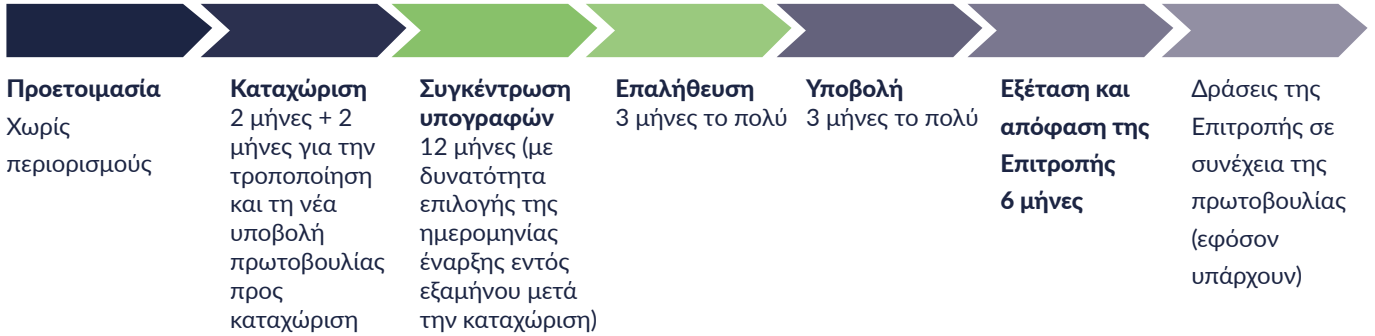 Προετοιμασία
Χωρίς
περιορισμούς
Καταχώριση
2 μήνες + 2
μήνες για την
τροποποίηση
και τη νέα
υποβολή
πρωτοβουλίας
προς
καταχώριση
Συγκέντρωση
υπογραφών
12 μήνες (με
δυνατότητα
επιλογής της
ημερομηνίας
έναρξης εντός
εξαμήνου μετά
την καταχώριση)
Επαλήθευση
3 μήνες το πολύ
Υποβολή
3 μήνες το πολύ
Εξέταση και
απόφαση της
Επιτροπής
6 μήνες
Δράσεις της
Επιτροπής σε
συνέχεια της
πρωτοβουλίας
(εφόσον
υπάρχουν)